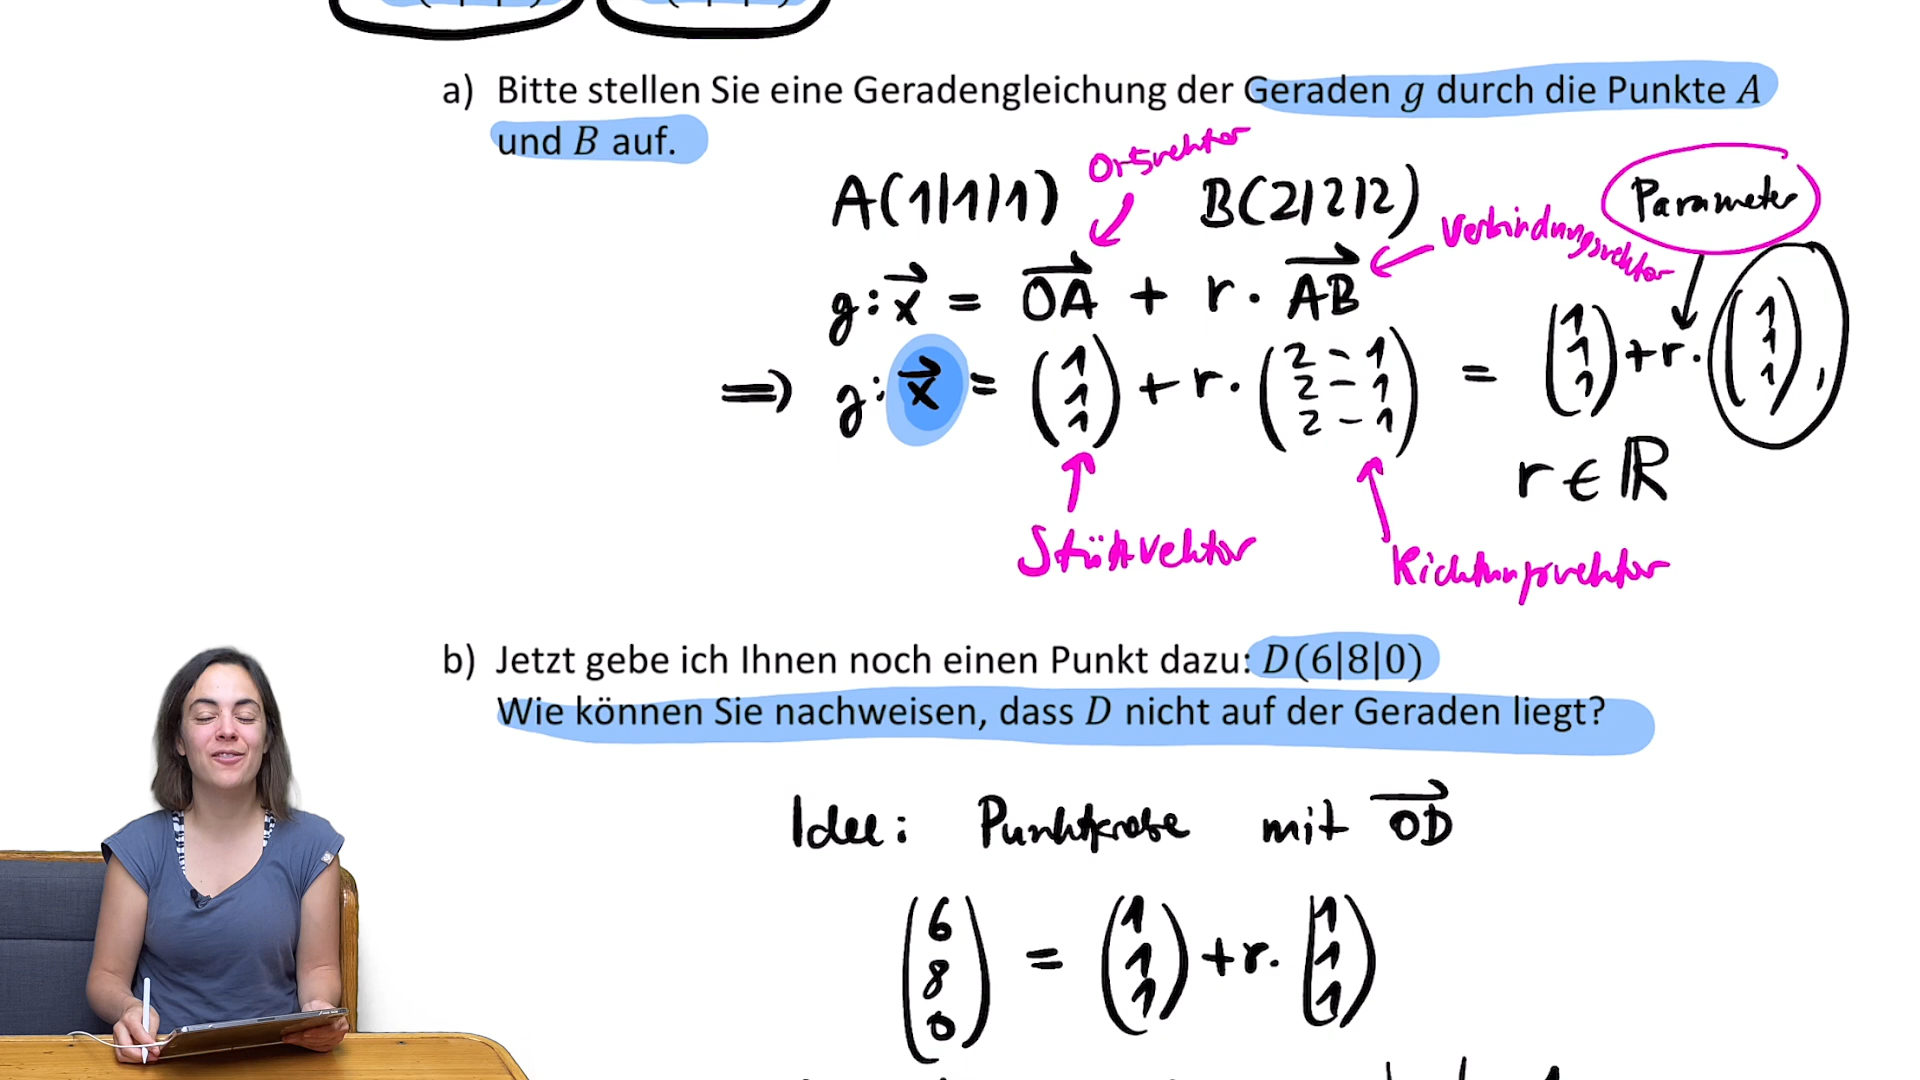 a) Bitte stellen Sie eine Geradengleichung der Geraden g durch die Punkte A
und B auf.
Ortsvektor
A(1|1|1) B(2|2|2) Parameter
Verbindungsvektor
g: x⃗ = OA⃗ + r · AB⃗
⟹ g: x⃗ = (1 1 1) + r · (2 - 1 2 - 1 2 - 1) = (1 1 1) + r · (1 1 1),
r ∈ ℝ
Stützvektor Richtungsvektor
b) Jetzt gebe ich Ihnen noch einen Punkt dazu: D(6|8|0)
Wie können Sie nachweisen, dass D nicht auf der Geraden liegt?
Idee: Punktprobe mit OD⃗
(6 8 0) = (1 1 1) + r · (1 1 1)